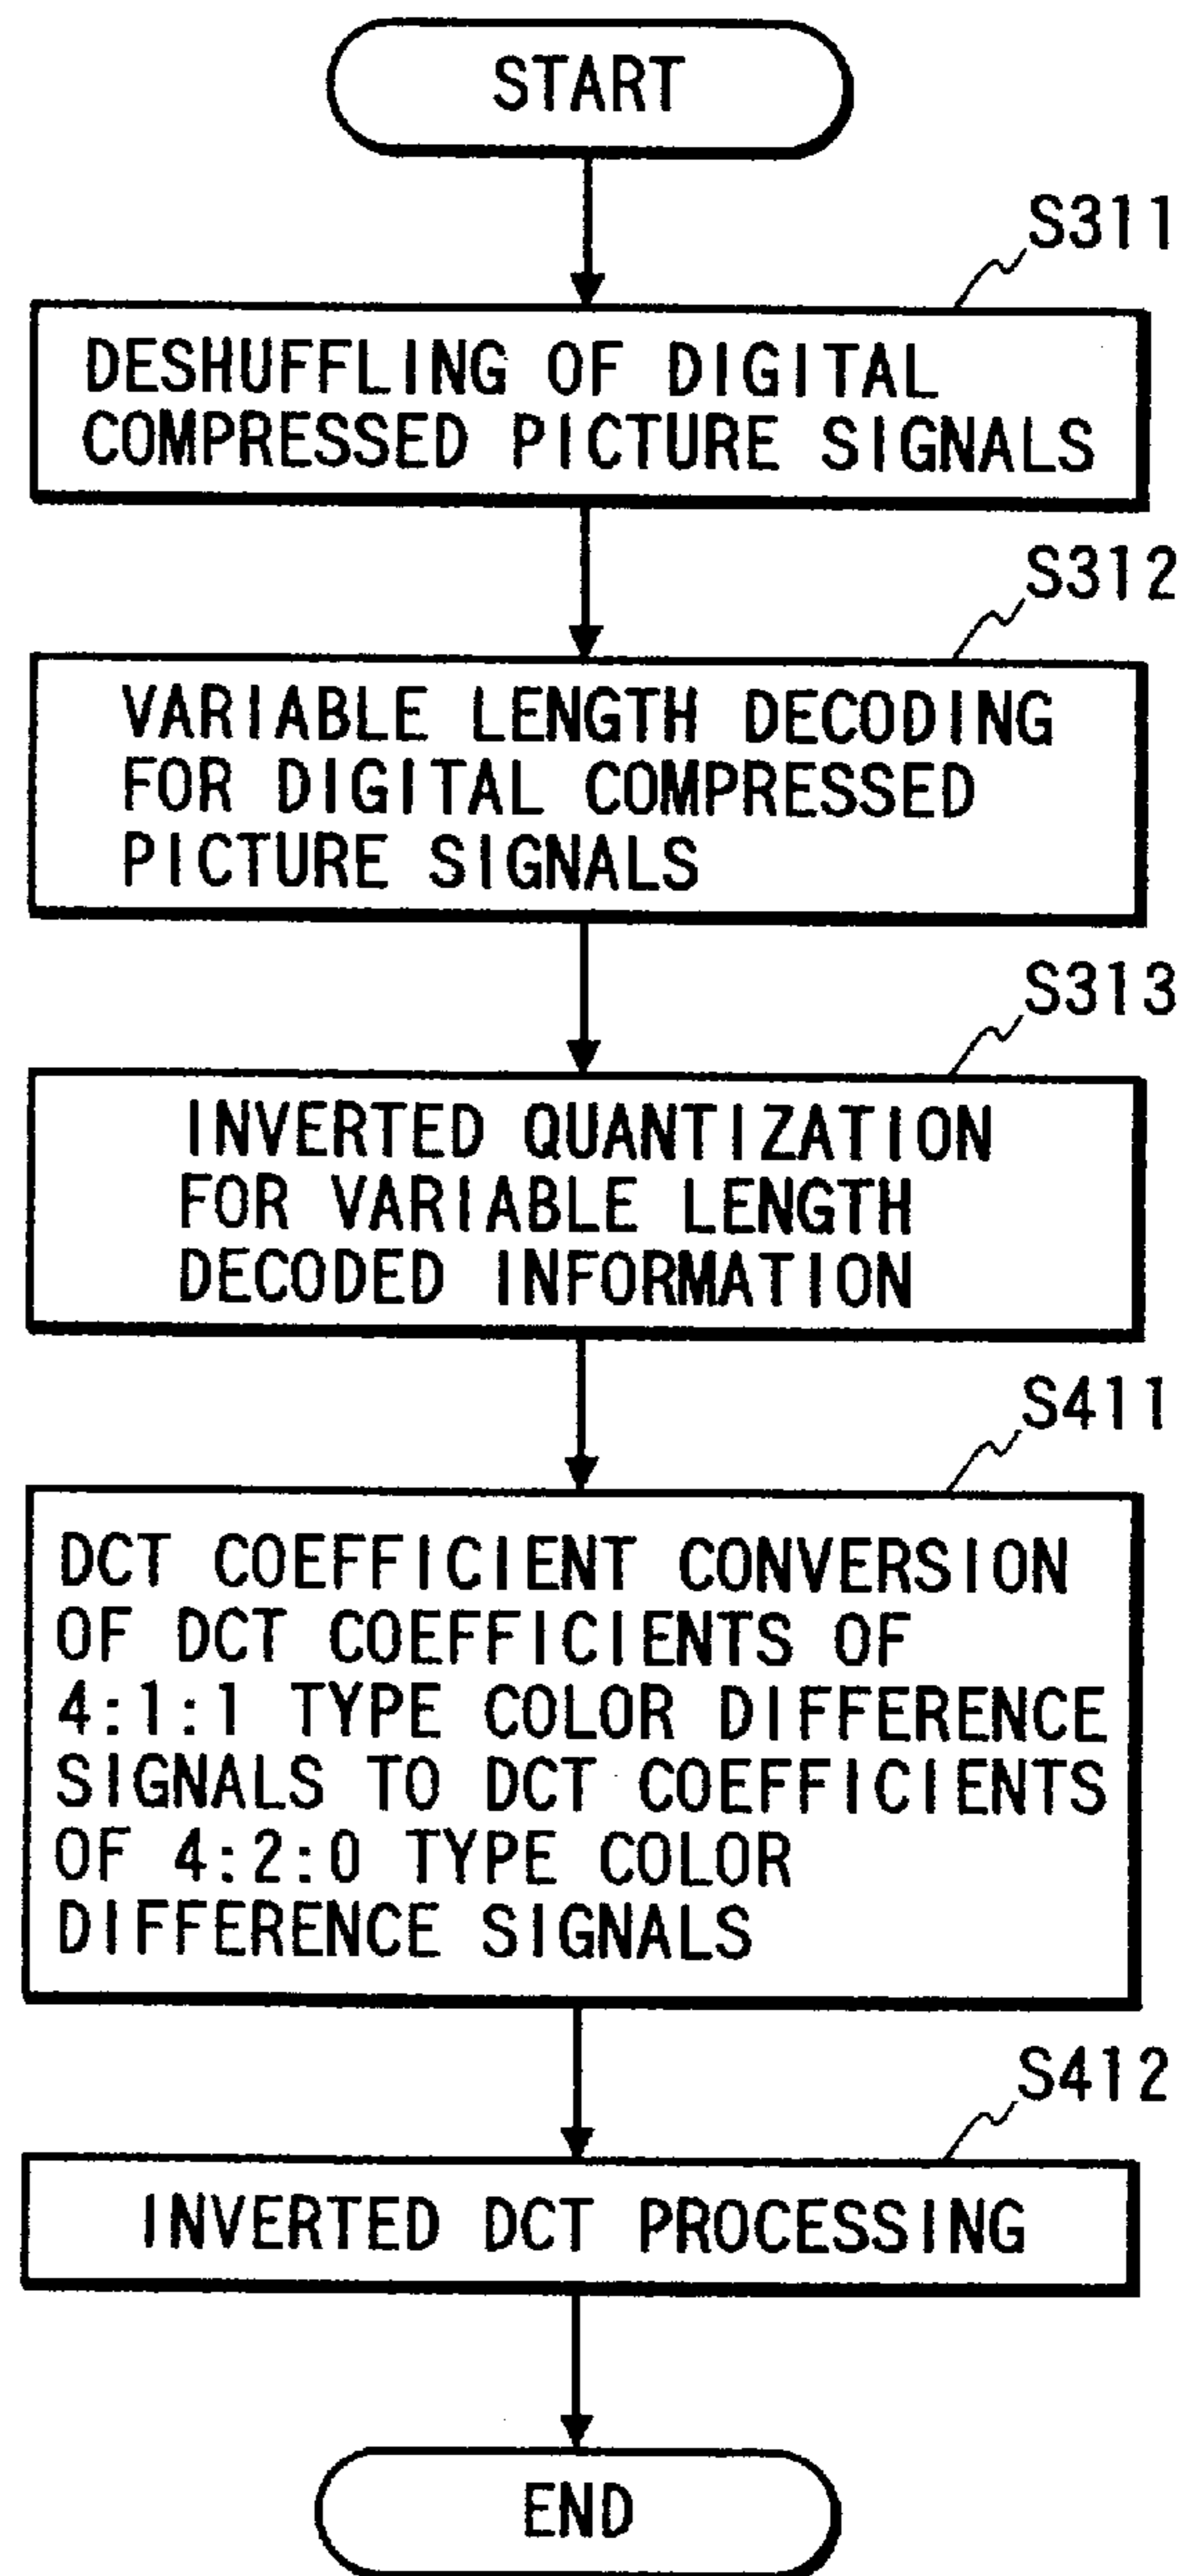 START
S311
DESHUFFLING OF DIGITAL
COMPRESSED PICTURE SIGNALS
S312
VARIABLE LENGTH DECODING
FOR DIGITAL COMPRESSED
PICTURE SIGNALS
S313
INVERTED QUANTIZATION
FOR VARIABLE LENGTH
DECODED INFORMATION
S411
DCT COEFFICIENT CONVERSION
OF DCT COEFFICIENTS OF
4:1:1 TYPE COLOR DIFFERENCE
SIGNALS TO DCT COEFFICIENTS
OF 4:2:0 TYPE COLOR
DIFFERENCE SIGNALS
S412
INVERTED DCT PROCESSING
END